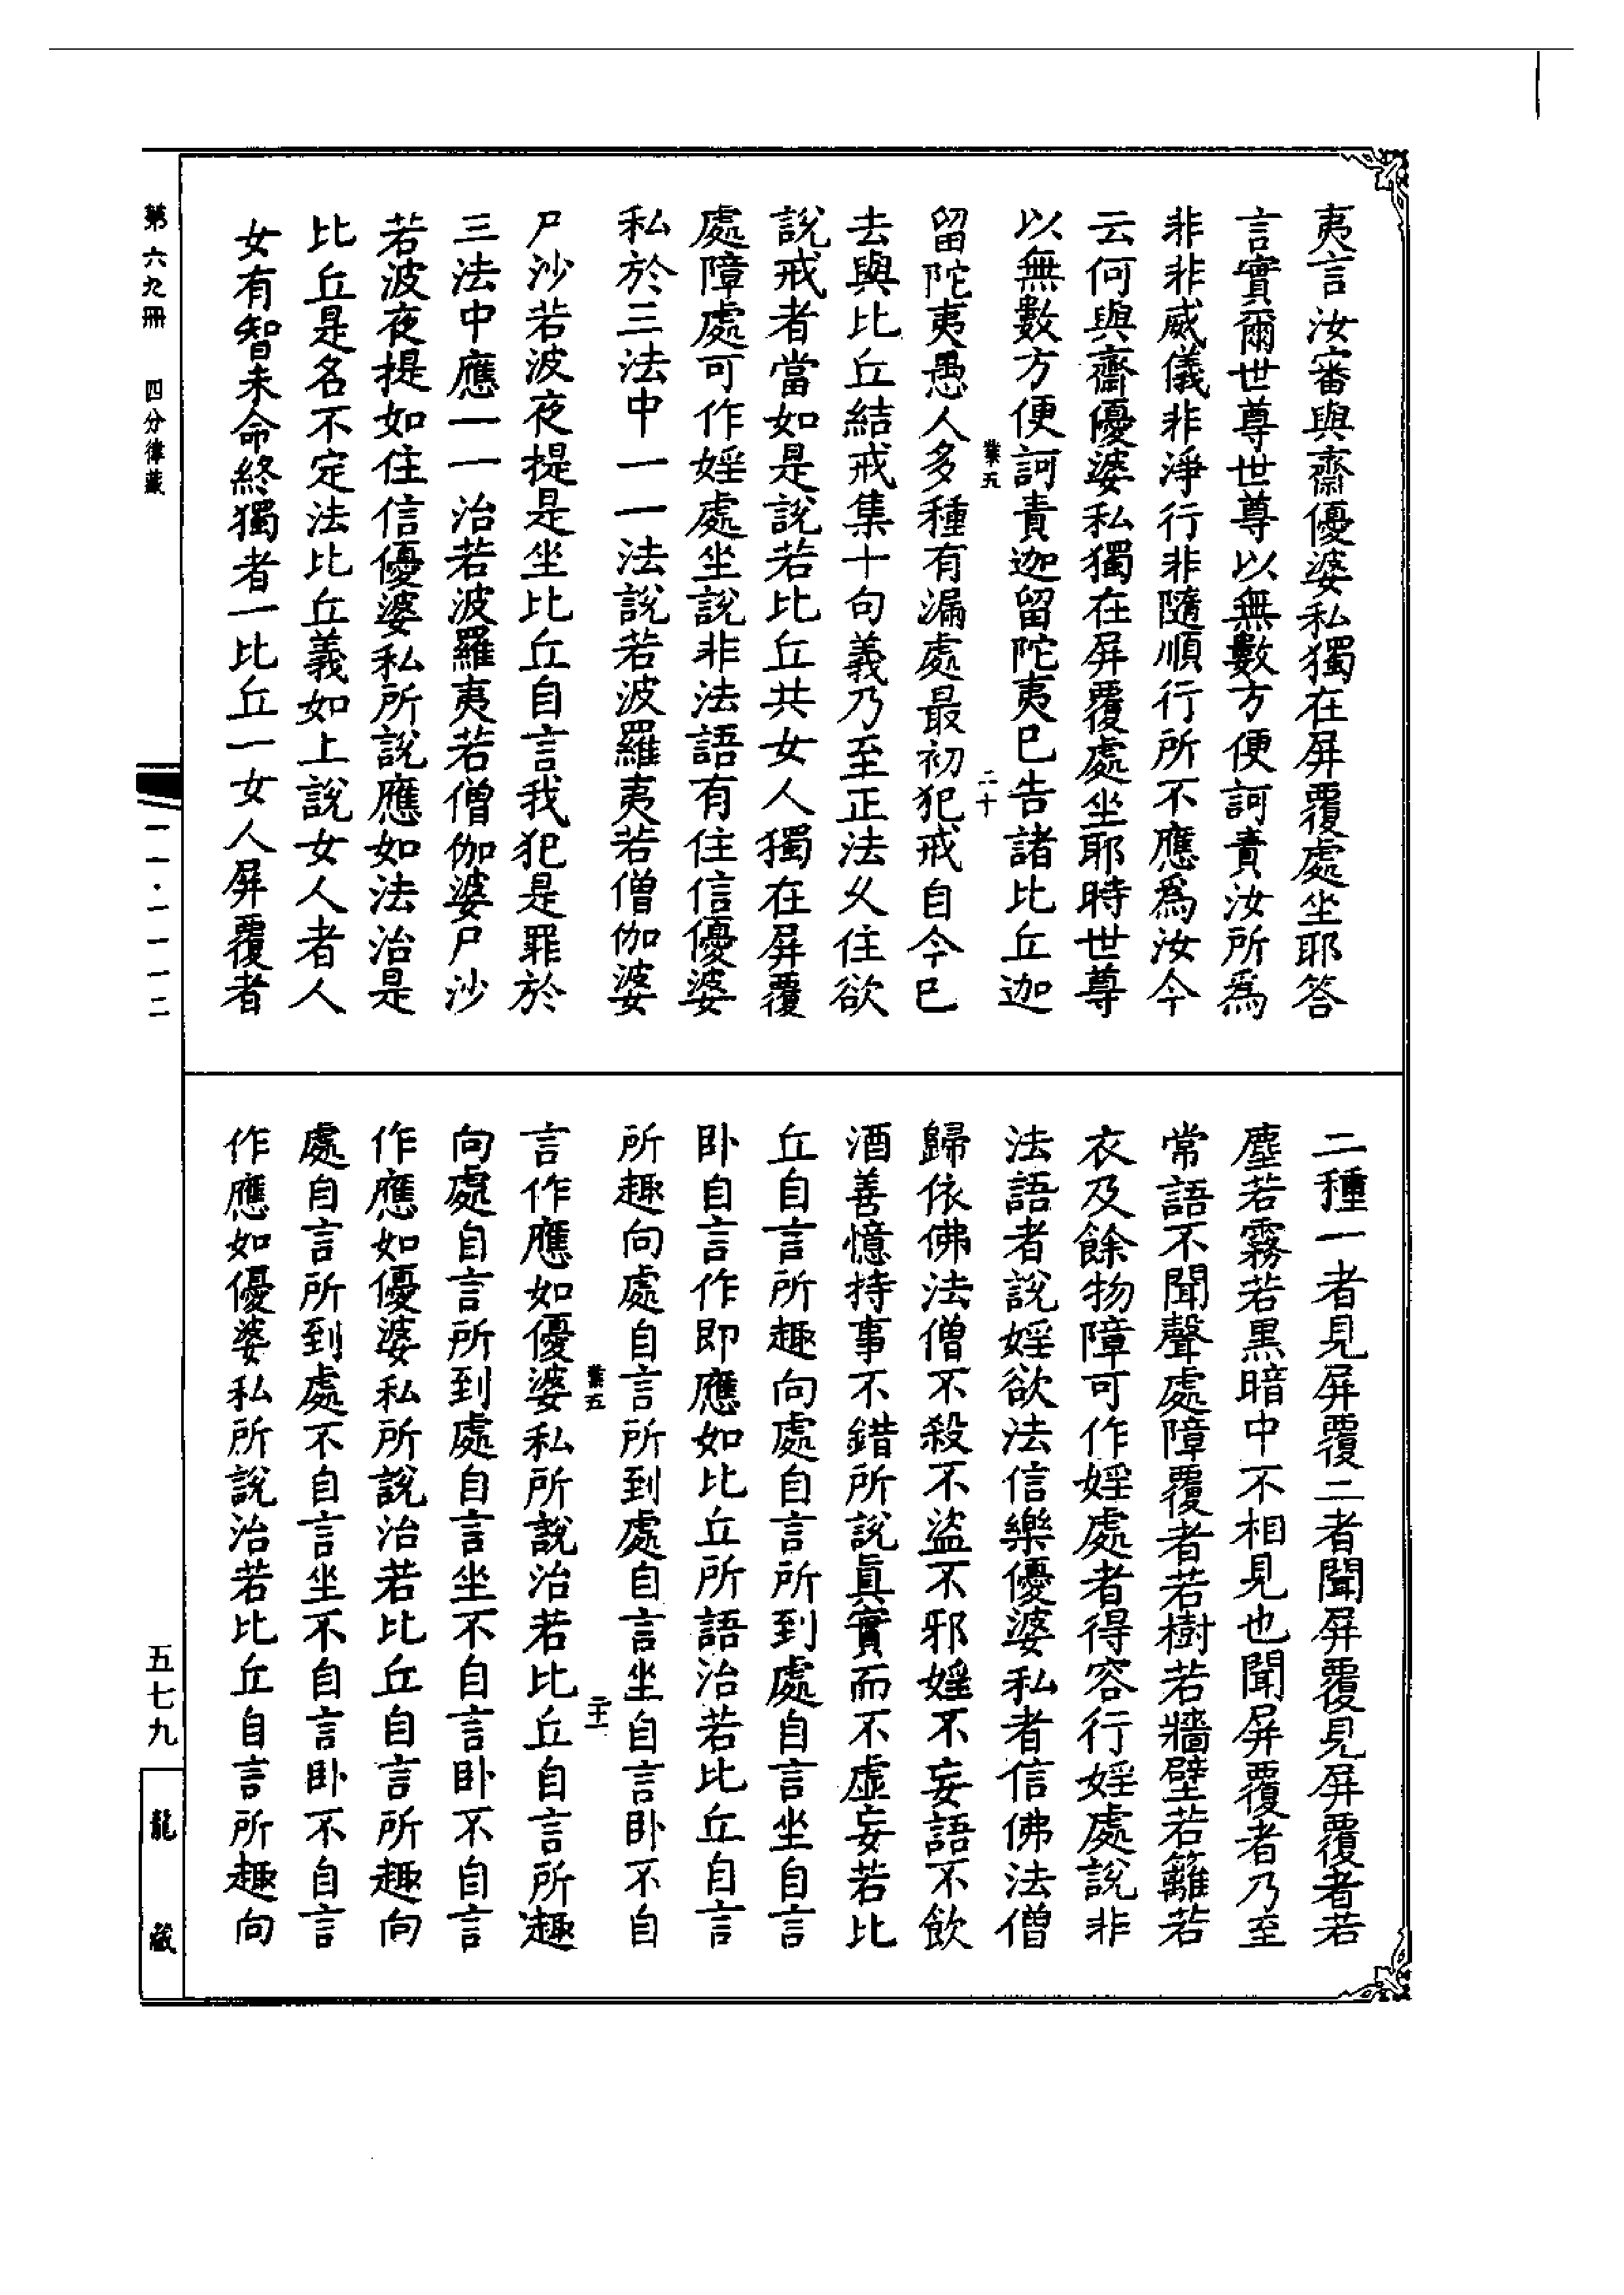 夷言汝審與齋優婆私獨在屏覆處坐耶答
言實爾世尊世尊以無數方便訶責汝所爲
非非威儀非淨行非隨順行所不應爲汝今
云何與齋優婆私獨在屏覆處坐耶時世尊
以無數方便訶責迦留陀夷已告諸比丘迦
業五
二十
留陀夷愚人多種有漏處最初犯戒自今已
去與比丘結戒集十句義乃至正法久住欲
說戒者當如是說若比丘共女人獨在屏覆
處障處可作婬處坐說非法語有住信優婆
私於三法中一一法說若波羅夷若僧伽婆
尸沙若波夜提是坐比丘自言我犯是罪於
三法中應一一治若波羅夷若僧伽婆尸沙
若波夜提如住信優婆私所說應如法治是
比丘是名不定法比丘義如上說女人者人
女有智未命終獨者一比丘一女人屏覆者
二種一者見屏覆二者聞屏覆見屏覆者若
塵若霧若黑暗中不相見也聞屏覆者乃至
常語不聞聲處障覆者若樹若牆壁若籬若
衣及餘物障可作婬處者得容行婬處說非
法語者說婬欲法信樂優婆私者信佛法僧
歸依佛法僧不殺不盜不邪婬不妄語不飲
酒善憶持事不錯所說眞實而不虛妄若比
丘自言所趣向處自言所到處自言坐自言
臥自言作即應如比丘所語治若比丘自言
所趣向處自言所到處自言坐自言臥不自
業五
二十一
言作應如優婆私所說治若比丘自言所趣
向處自言所到處自言坐不自言臥不自言
作應如優婆私所說治若比丘自言所趣向
處自言所到處不自言坐不自言臥不自言
作應如優婆私所說治若比丘自言所趣向
第六九冊 四分律藏
一一·一一一二
五七九
龍藏